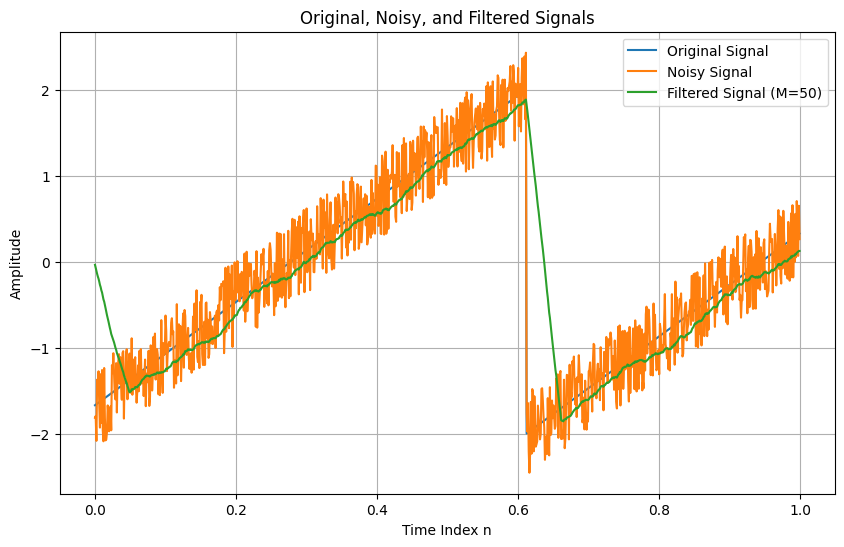 Original, Noisy, and Filtered Signals
Original Signal
Noisy Signal
Filtered Signal (M=50)
Amplitude
2
1
0
−1
−2
0.0 0.2 0.4 0.6 0.8 1.0
Time Index n